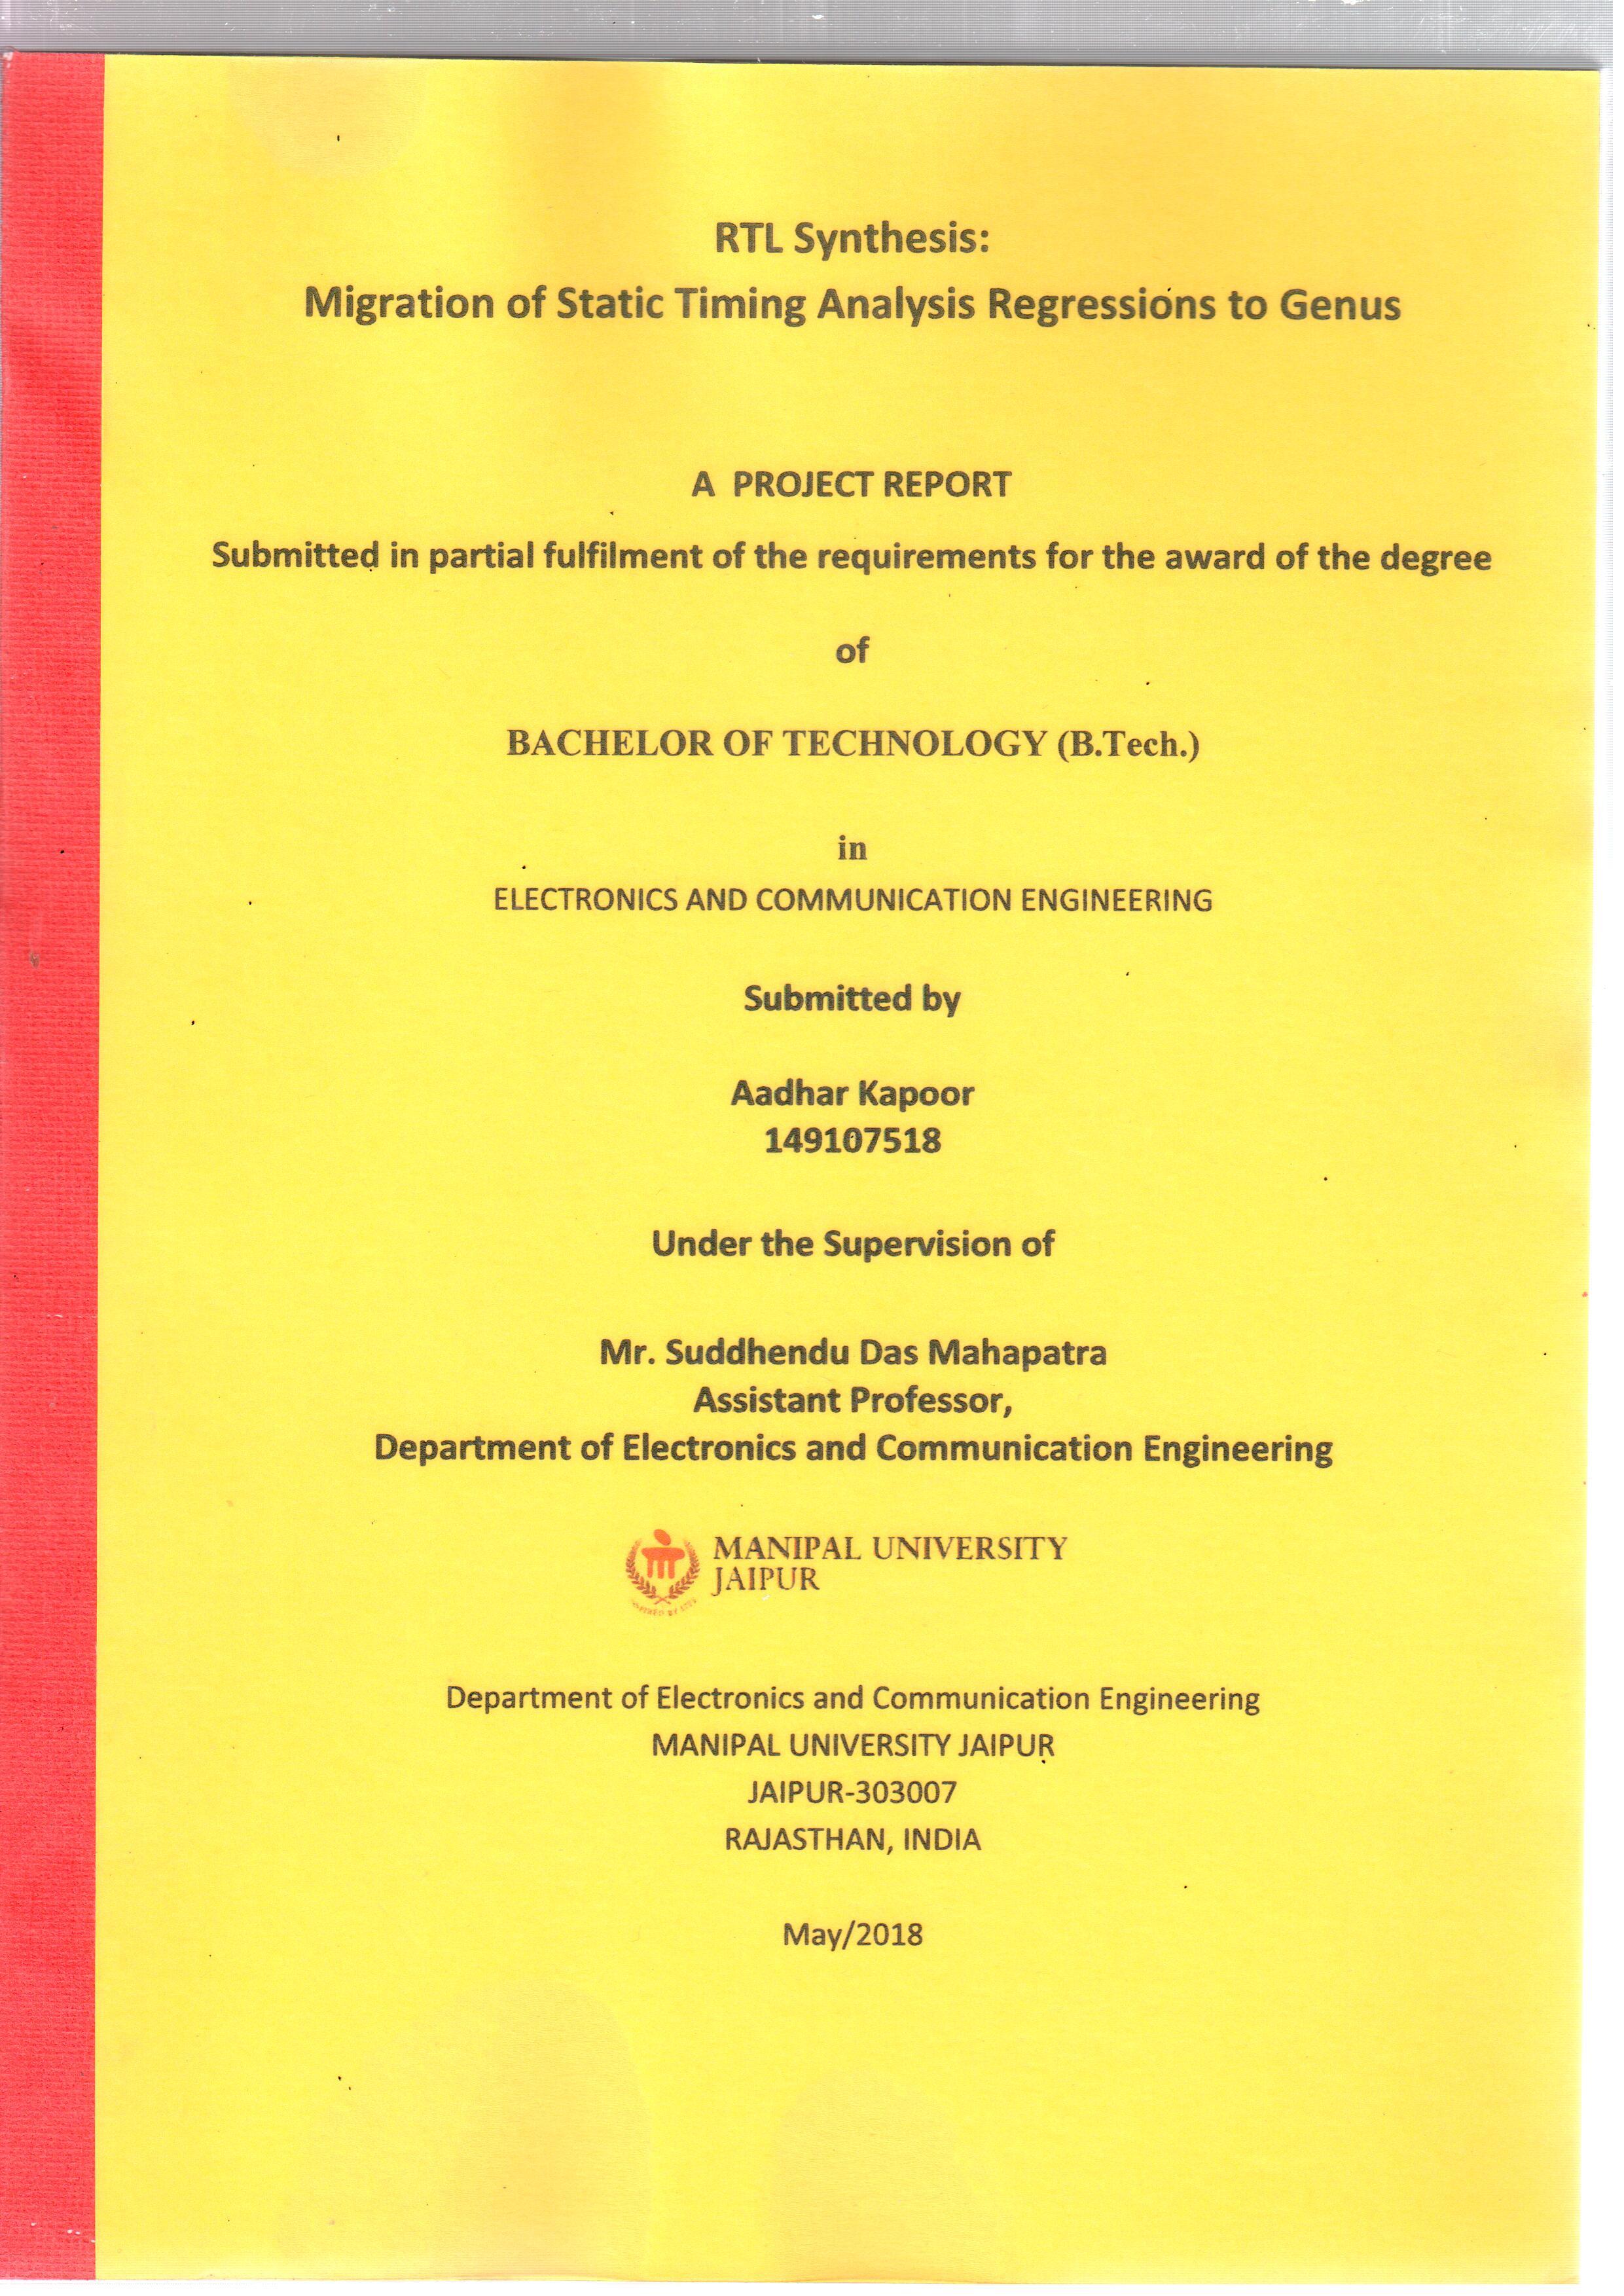 RTL Synthesis:
Migration of Static Timing Analysis Regressions to Genus
A PROJECT REPORT
Submitted in partial fulfilment of the requirements for the award of the degree
of
BACHELOR OF TECHNOLOGY (B.Tech.)
in
ELECTRONICS AND COMMUNICATION ENGINEERING
Submitted by
Aadhar Kapoor
149107518
Under the Supervision of
Mr. Suddhendu Das Mahapatra
Assistant Professor,
Department of Electronics and Communication Engineering
MANIPAL UNIVERSITY
JAIPUR
Department of Electronics and Communication Engineering
MANIPAL UNIVERSITY JAIPUR
JAIPUR-303007
RAJASTHAN, INDIA
May/2018